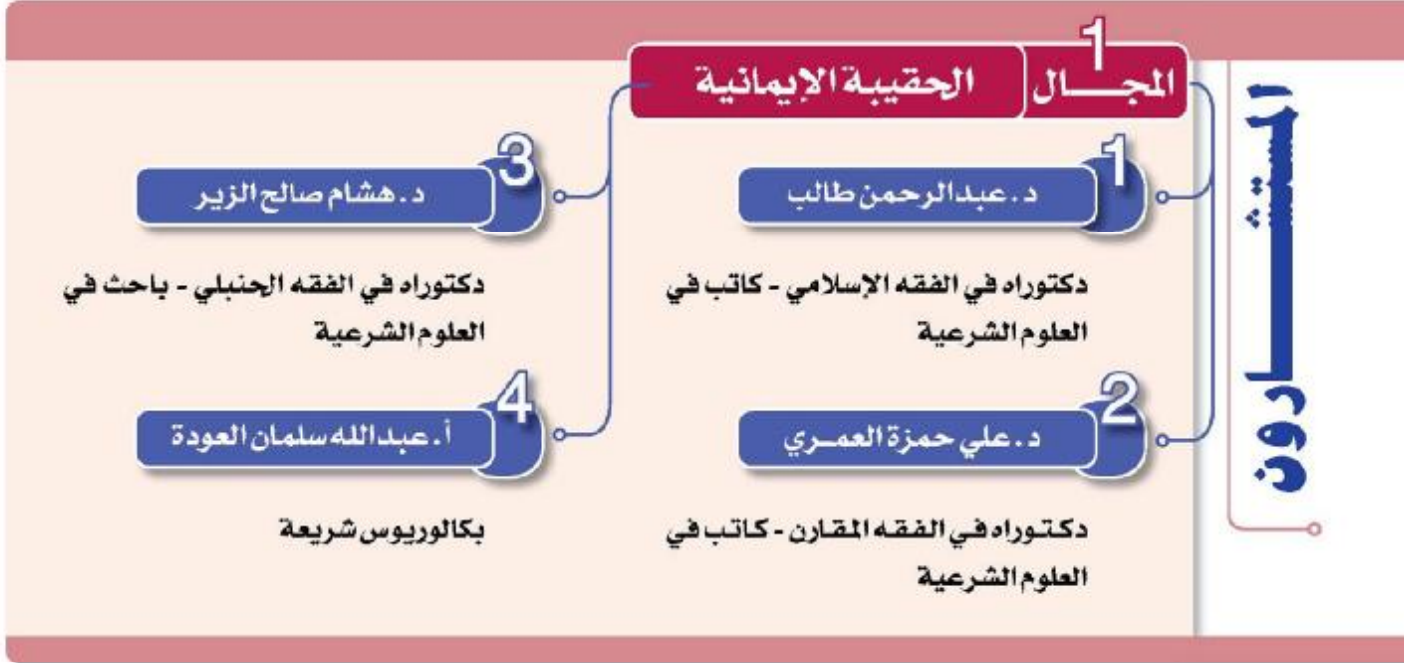 المستشارون
المجال 1 الحقيبة الإيمانية
1 د. عبدالرحمن طالب
دكتوراه في الفقه الإسلامي - كاتب في
العلوم الشرعية
2 د. علي حمزة العمري
دكتوراه في الفقه المقارن - كاتب في
العلوم الشرعية
3 د. هشام صالح الزير
دكتوراه في الفقه الحنبلي - باحث في
العلوم الشرعية
4 أ. عبدالله سلمان العودة
بكالوريوس شريعة